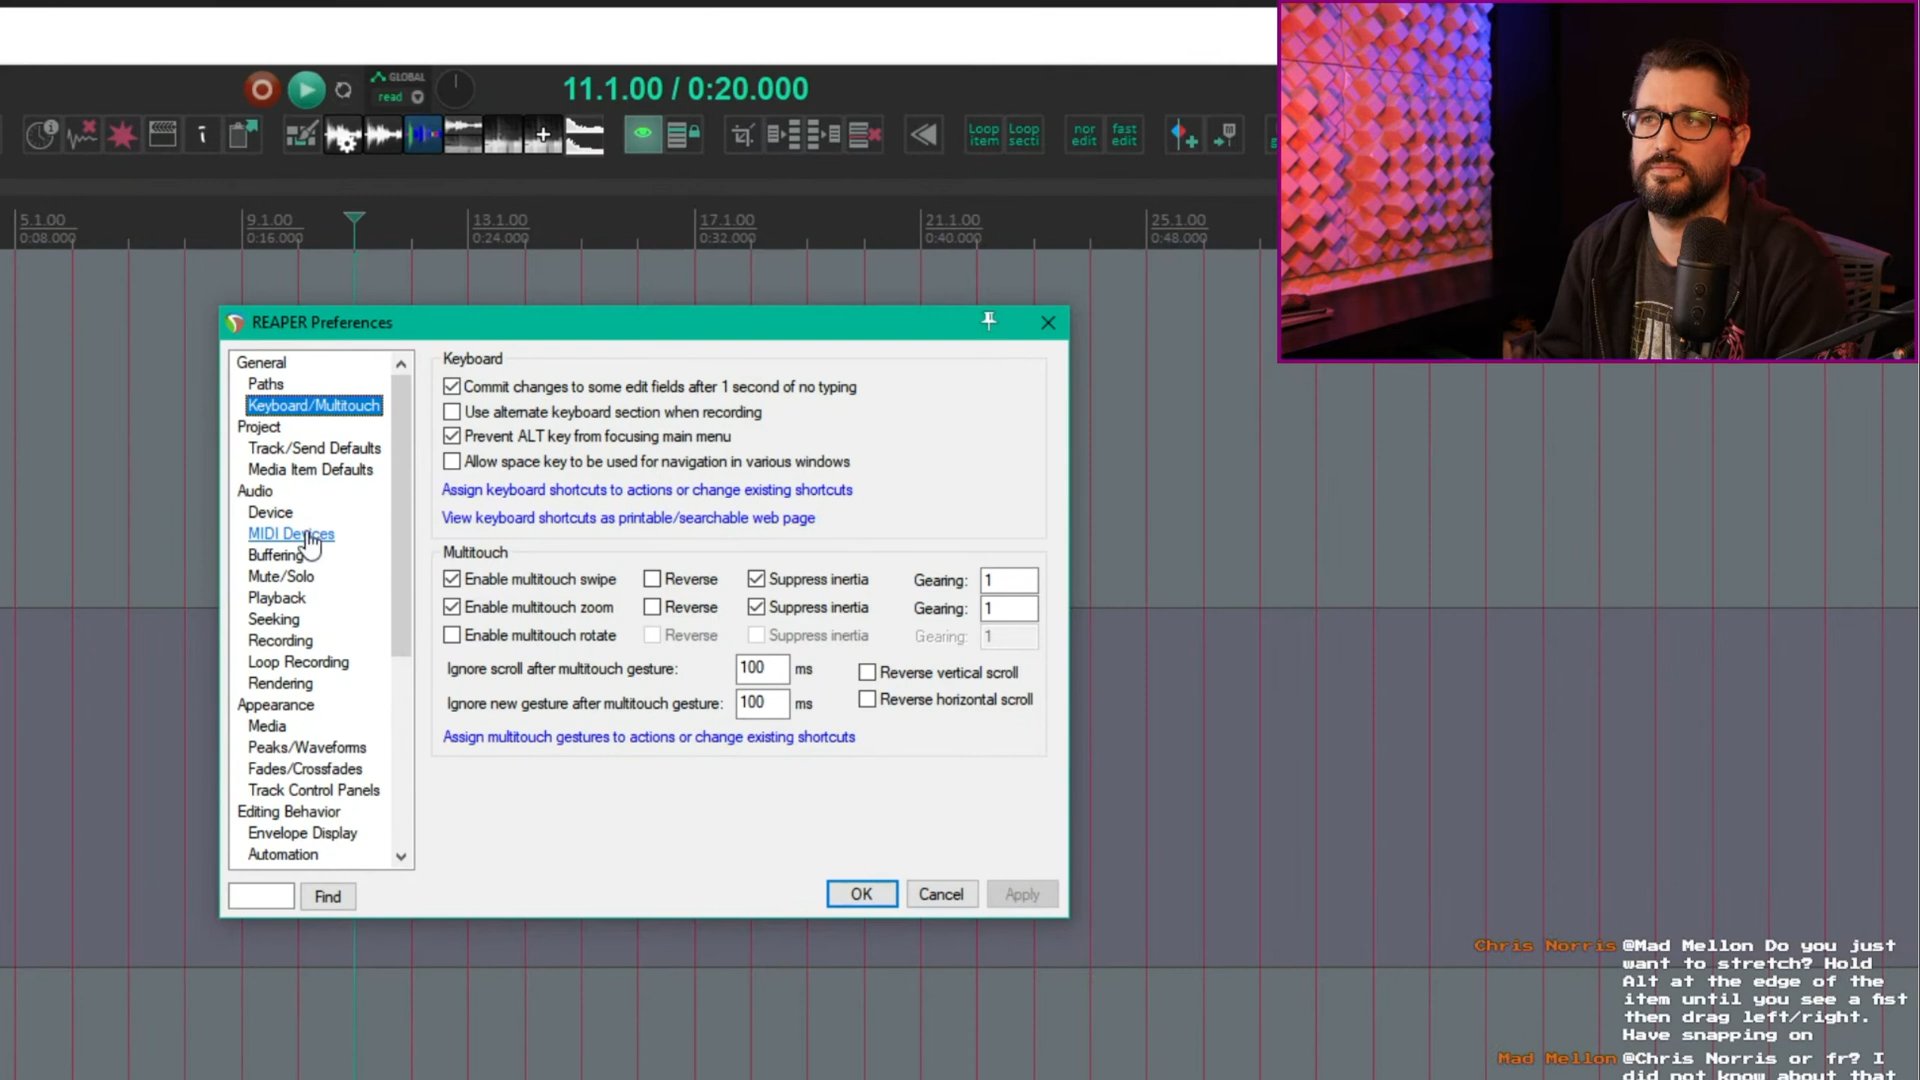 GLOBAL
read
11.1.00 / 0:20.000
i
Loop item
Loop secti
nor edit
fast edit
5.1.00
0:08.000
9.1.00
0:16.000
13.1.00
0:24.000
17.1.00
0:32.000
21.1.00
0:40.000
25.1.00
0:48.000
REAPER Preferences
General
Paths
Keyboard/Multitouch
Project
Track/Send Defaults
Media Item Defaults
Audio
Device
MIDI Devices
Buffering
Mute/Solo
Playback
Seeking
Recording
Loop Recording
Rendering
Appearance
Media
Peaks/Waveforms
Fades/Crossfades
Track Control Panels
Editing Behavior
Envelope Display
Automation
Find
Keyboard
Commit changes to some edit fields after 1 second of no typing
Use alternate keyboard section when recording
Prevent ALT key from focusing main menu
Allow space key to be used for navigation in various windows
Assign keyboard shortcuts to actions or change existing shortcuts
View keyboard shortcuts as printable/searchable web page
Multitouch
Enable multitouch swipe Reverse Suppress inertia Gearing: 1
Enable multitouch zoom Reverse Suppress inertia Gearing: 1
Enable multitouch rotate Reverse Suppress inertia Gearing: 1
Ignore scroll after multitouch gesture: 100 ms Reverse vertical scroll
Ignore new gesture after multitouch gesture: 100 ms Reverse horizontal scroll
Assign multitouch gestures to actions or change existing shortcuts
OK Cancel Apply
Chris Norris @Mad Mellon Do you just
want to stretch? Hold
Alt at the edge of the
item until you see a fist
then drag left/right.
Have snapping on
Mad Mellon @Chris Norris or fr? I
did not know about that